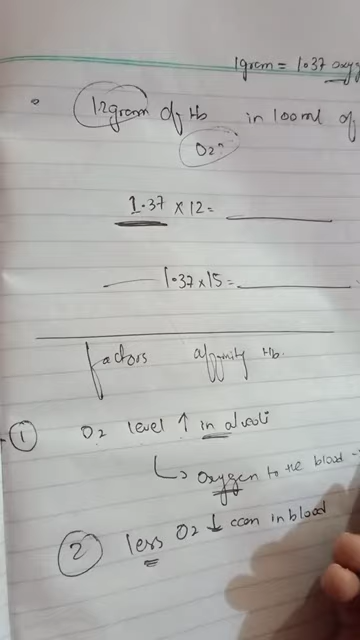 1gram = 1.37 oxyg
12gram of Hb in 100ml of
O2?
1.37 × 12 =
1.37 × 15 =
factors affinity Hb.
① O2 level ↑ in alveoli
↳ oxygen to the blood
② less O2 ↓ in blood